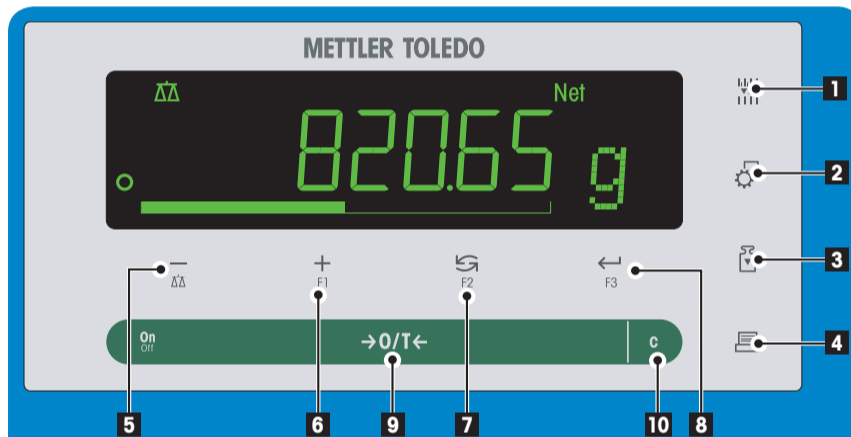 METTLER TOLEDO
Net
820.65 g
1
2
3
4
F1
F2
F3
On
Off
→0/T←
C
5
6
9
7
10
8